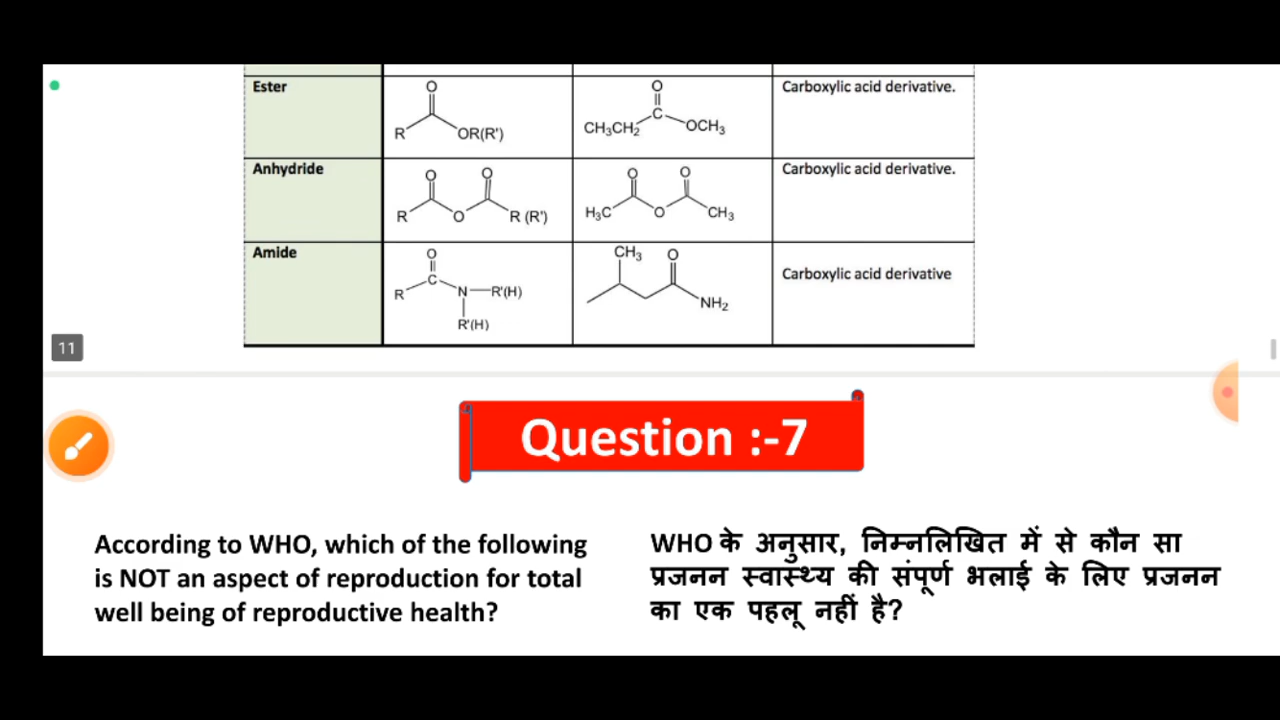 Ester
O
R
OR(R')
O
C
CH₃CH₂
OCH₃
Carboxylic acid derivative.
Anhydride
O
O
R
O
R (R')
O
O
H₃C
O
CH₃
Carboxylic acid derivative.
Amide
O
C
R
N
R'(H)
R'(H)
CH₃
O
NH₂
Carboxylic acid derivative
11
Question :-7
According to WHO, which of the following
is NOT an aspect of reproduction for total
well being of reproductive health?
WHO के अनुसार, निम्नलिखित में से कौन सा
प्रजनन स्वास्थ्य की संपूर्ण भलाई के लिए प्रजनन
का एक पहलू नहीं है?